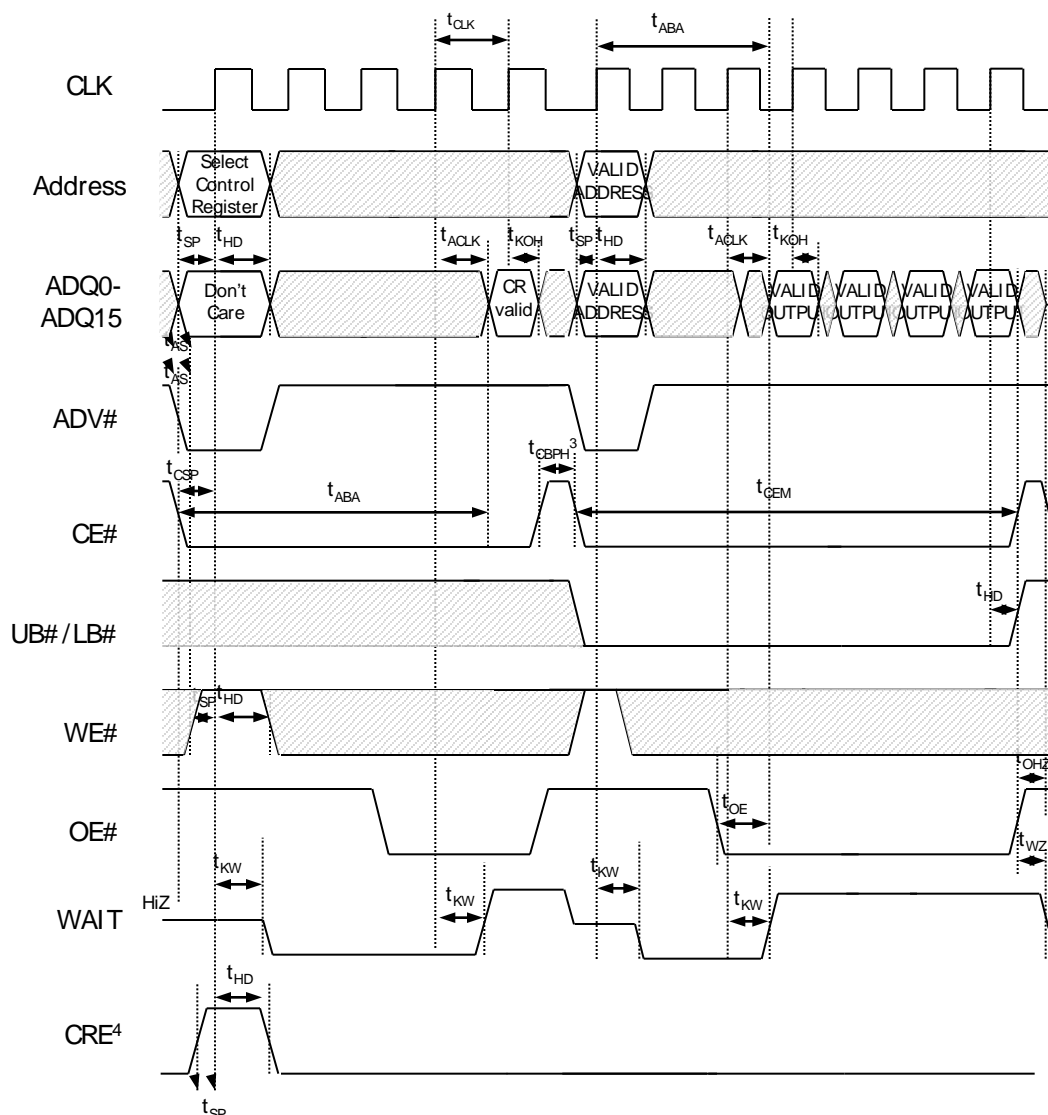 tCLK
tABA
CLK
Select
Control
Register
VALID
ADDRESS
Address
tSP
tHD
tACLK
tKOH
tSP
tHD
tACLK
tKOH
ADQ0-
ADQ15
Don't
Care
CR
valid
VALID
ADDRESS
VALID
OUTPUT
VALID
OUTPUT
VALID
OUTPUT
VALID
OUTPUT
tAS
tAS
ADV#
tCSP
tABA
tCBPH3
tCEM
CE#
tHD
UB# / LB#
tSP
tHD
WE#
tOHZ
OE#
tOE
tWZ
tKW
tKW
HiZ
tKW
tKW
WAIT
tHD
CRE4
tSP